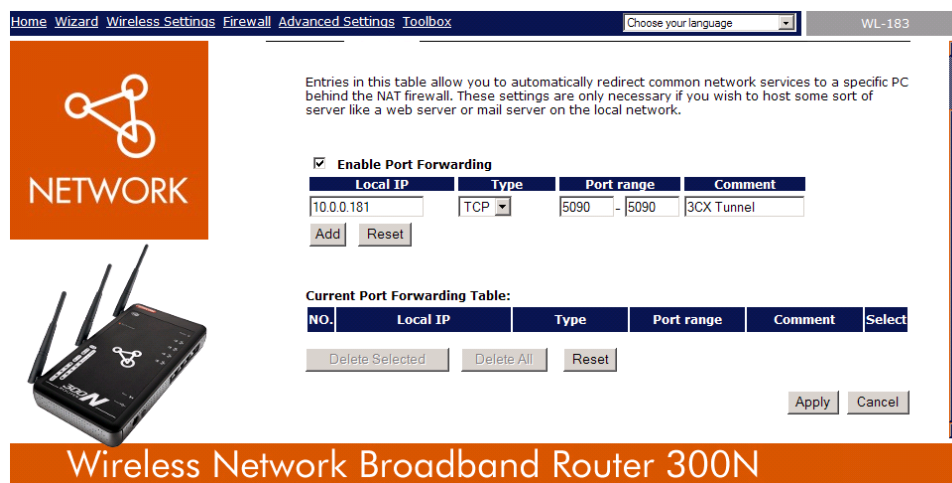 Home Wizard Wireless Settings Firewall Advanced Settings Toolbox Choose your language WL-183
Entries in this table allow you to automatically redirect common network services to a specific PC
behind the NAT firewall. These settings are only necessary if you wish to host some sort of
server like a web server or mail server on the local network.
NETWORK
Enable Port Forwarding
Local IP Type Port range Comment
10.0.0.181 TCP 5090 - 5090 3CX Tunnel
Add Reset
Current Port Forwarding Table:
NO. Local IP Type Port range Comment Select
Delete Selected Delete All Reset
Apply Cancel
300N
Wireless Network Broadband Router 300N